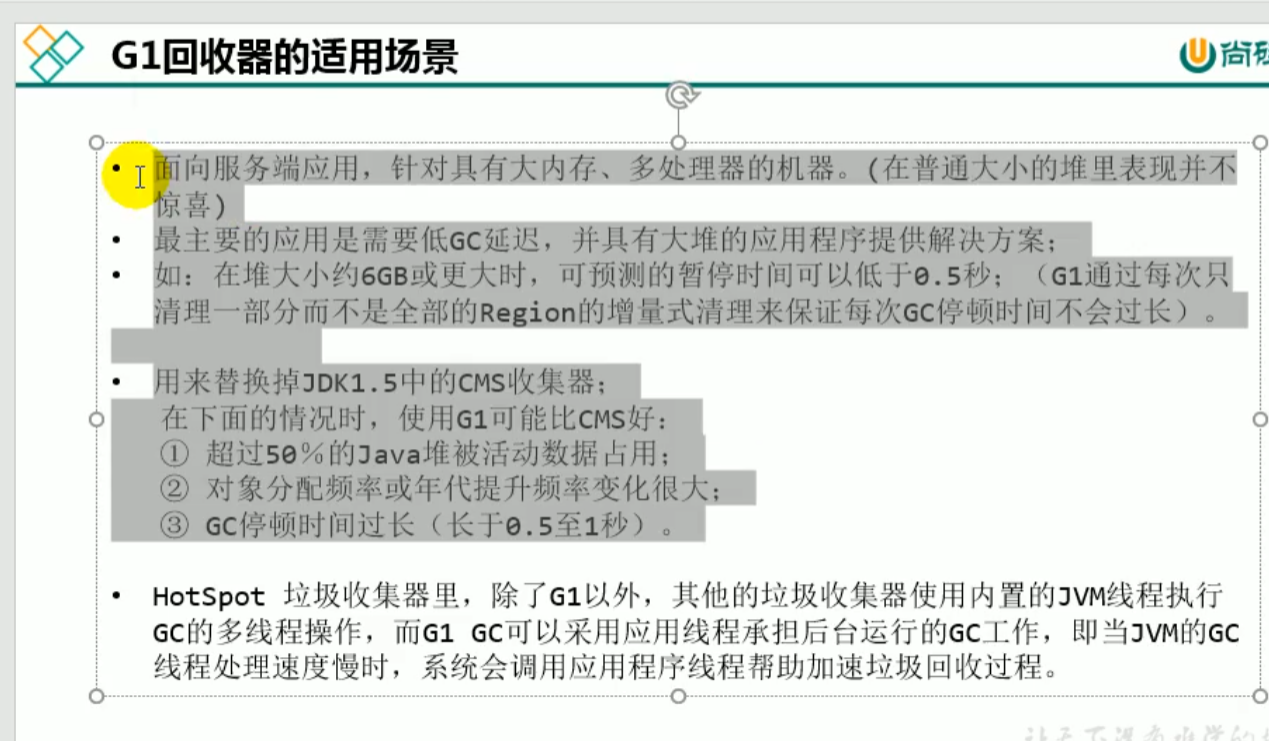 G1回收器的适用场景
尚
• 面向服务端应用，针对具有大内存、多处理器的机器。(在普通大小的堆里表现并不
惊喜)
• 最主要的应用是需要低GC延迟，并具有大堆的应用程序提供解决方案；
• 如：在堆大小约6GB或更大时，可预测的暂停时间可以低于0.5秒；（G1通过每次只
清理一部分而不是全部的Region的增量式清理来保证每次GC停顿时间不会过长）。
• 用来替换掉JDK1.5中的CMS收集器；
在下面的情况时，使用G1可能比CMS好：
① 超过50％的Java堆被活动数据占用；
② 对象分配频率或年代提升频率变化很大；
③ GC停顿时间过长（长于0.5至1秒）。
• HotSpot 垃圾收集器里，除了G1以外，其他的垃圾收集器使用内置的JVM线程执行
GC的多线程操作，而G1 GC可以采用应用线程承担后台运行的GC工作，即当JVM的GC
线程处理速度慢时，系统会调用应用程序线程帮助加速垃圾回收过程。